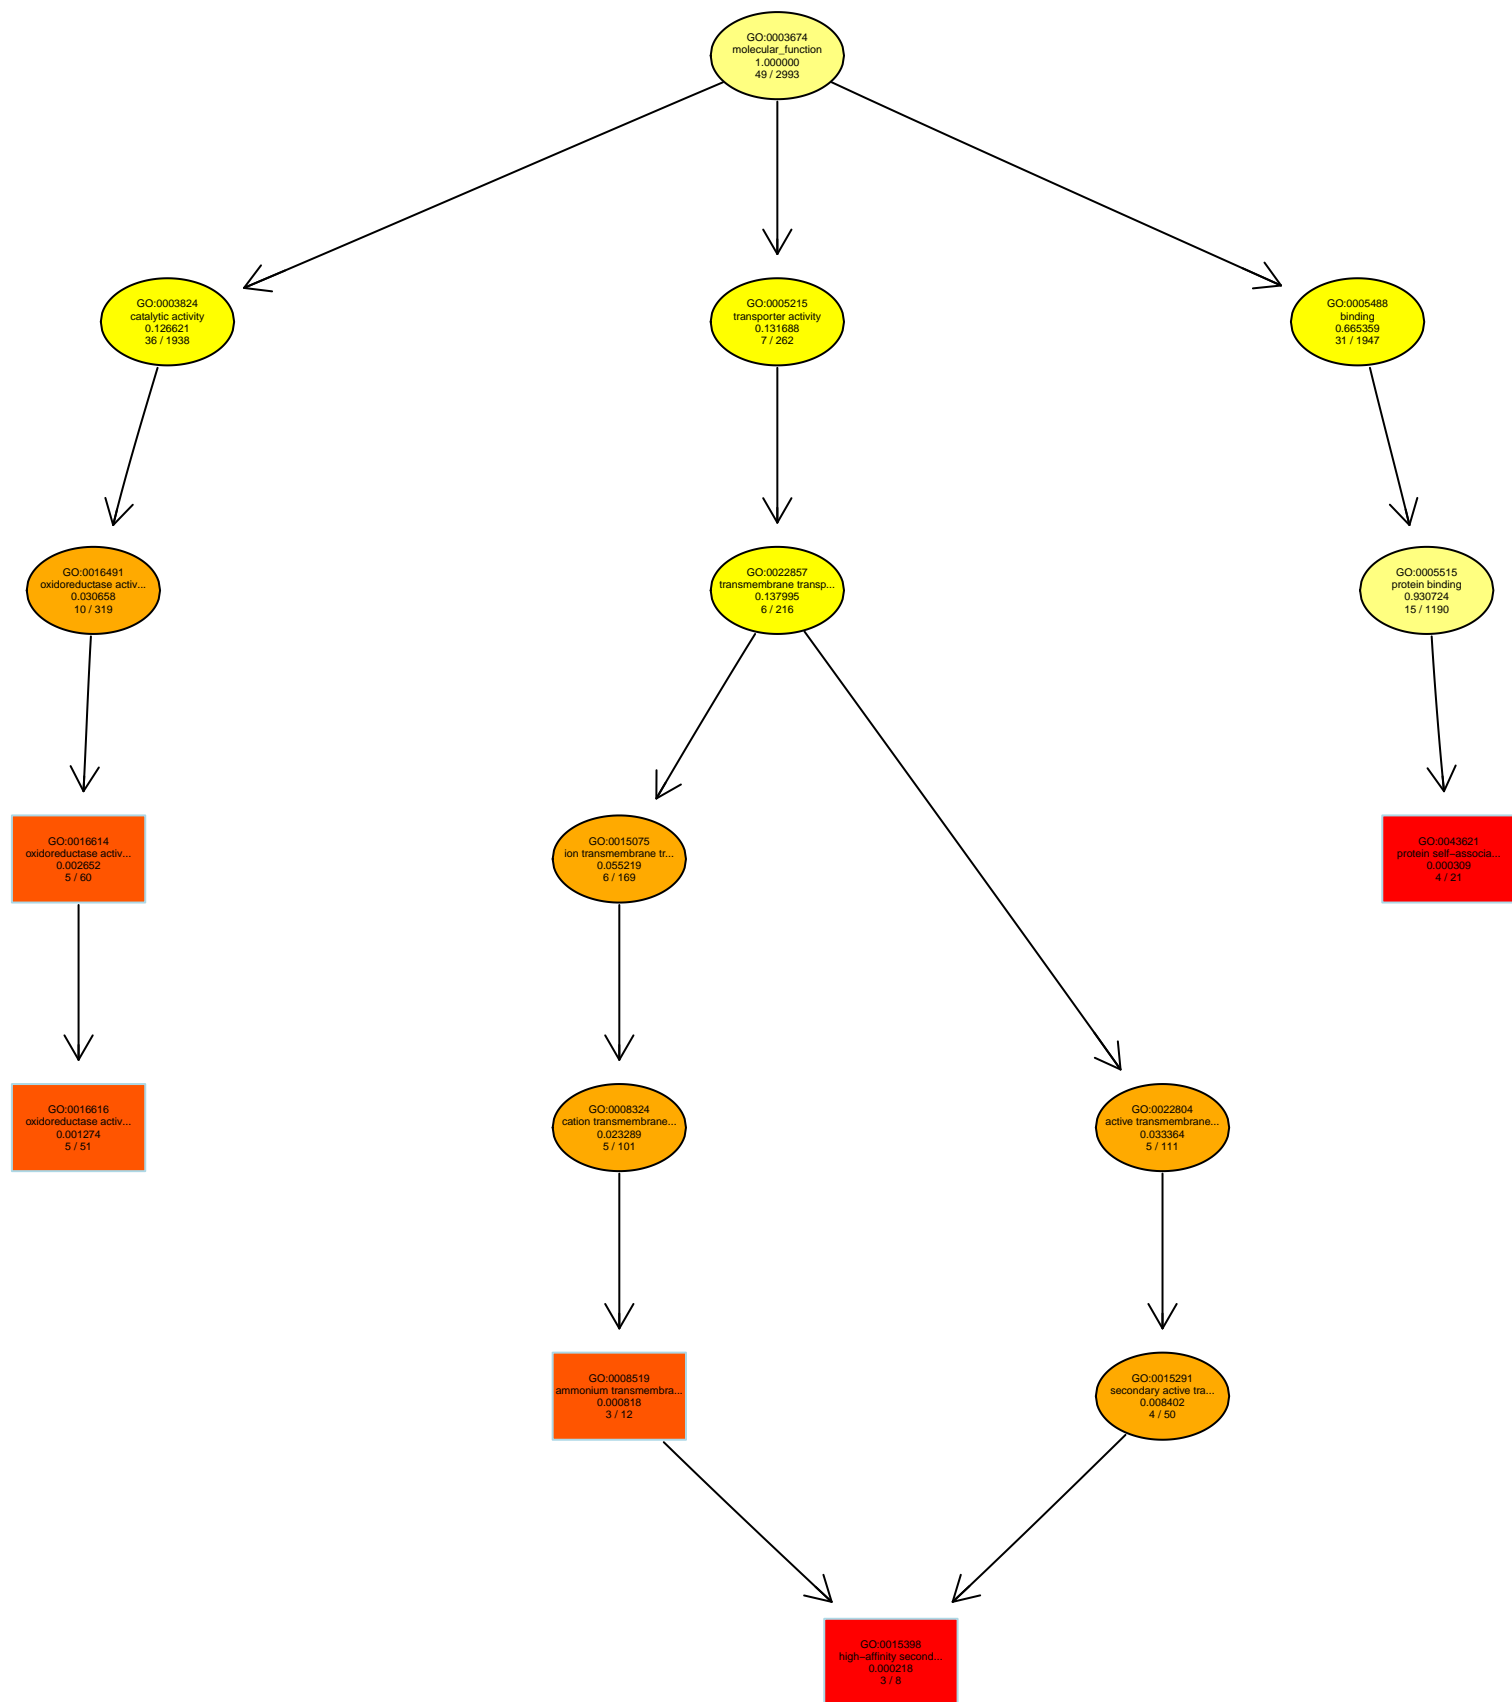 GO:0003674
molecular_function
1.000000
49 / 2993
GO:0003824
catalytic activity
0.126621
36 / 1938
GO:0005215
transporter activity
0.131688
7 / 262
GO:0005488
binding
0.665359
31 / 1947
GO:0016491
oxidoreductase activ...
0.030658
10 / 319
GO:0022857
transmembrane transp...
0.137995
6 / 216
GO:0005515
protein binding
0.930724
15 / 1190
GO:0016614
oxidoreductase activ...
0.002652
5 / 60
GO:0015075
ion transmembrane tr...
0.055219
6 / 169
GO:0043621
protein self−associa...
0.000309
4 / 21
GO:0016616
oxidoreductase activ...
0.001274
5 / 51
GO:0008324
cation transmembrane...
0.023289
5 / 101
GO:0022804
active transmembrane...
0.033364
5 / 111
GO:0008519
ammonium transmembra...
0.000818
3 / 12
GO:0015291
secondary active tra...
0.008402
4 / 50
GO:0015398
high−affinity second...
0.000218
3 / 8